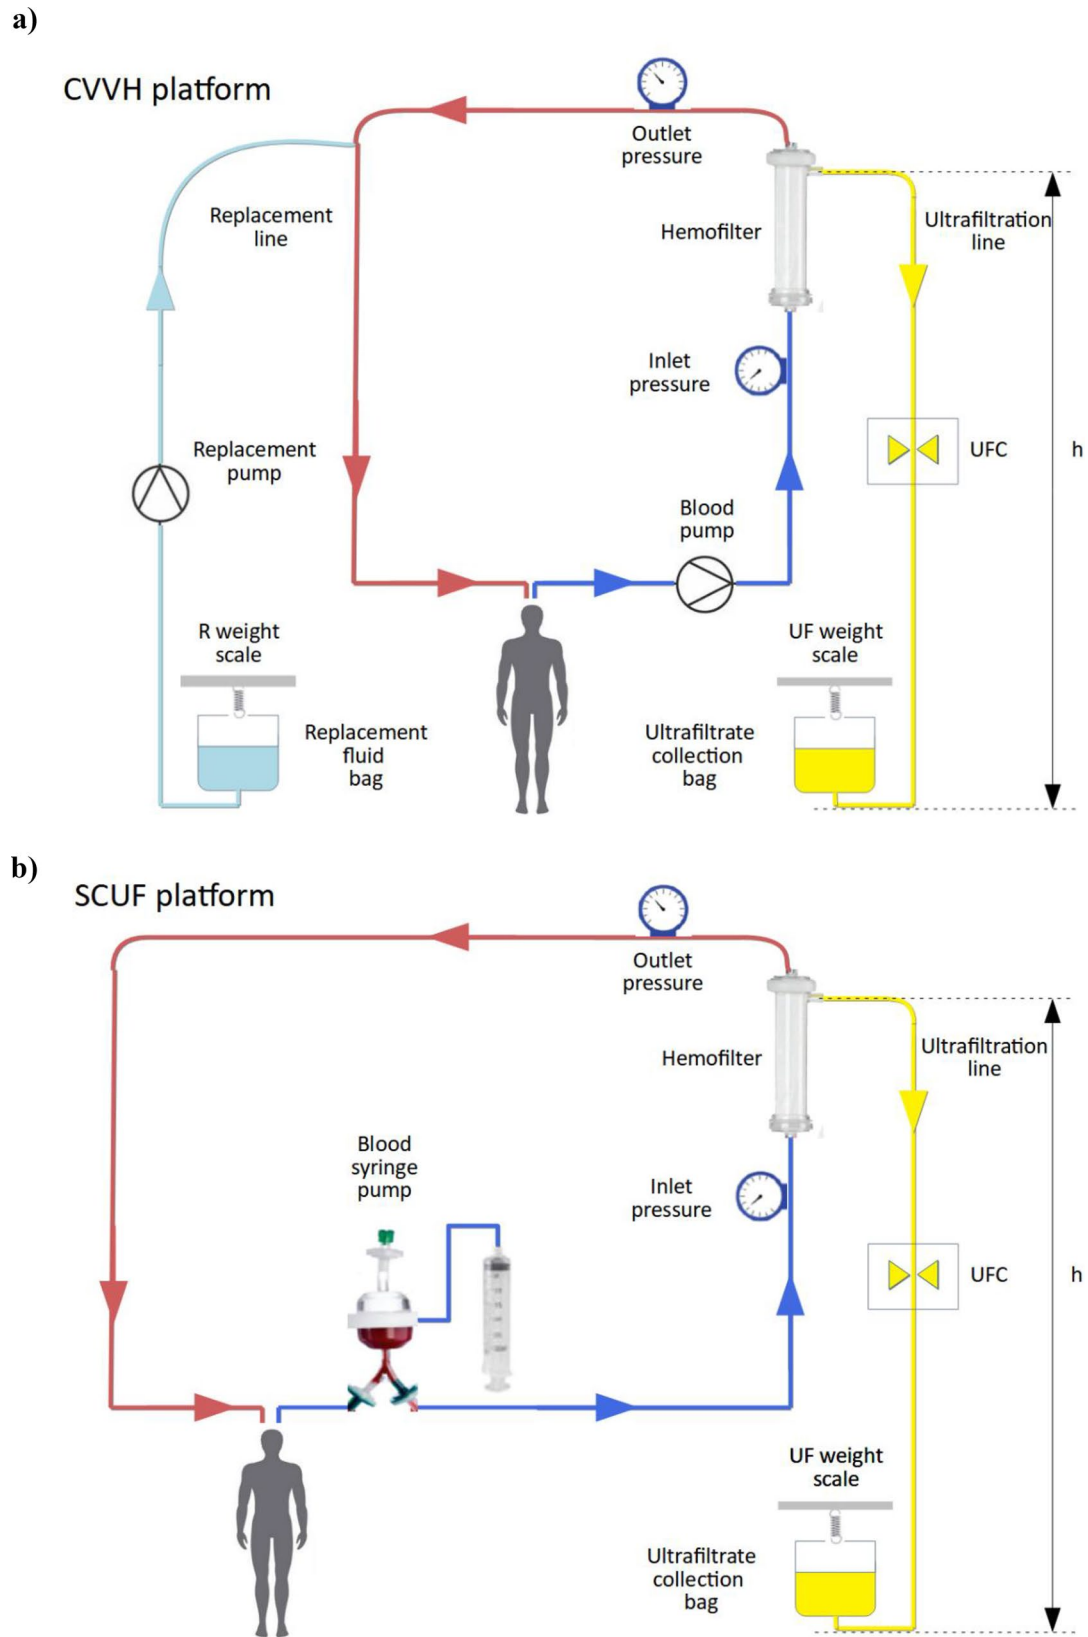 a)
CVVH platform
Outlet
pressure
Replacement
line
Hemofilter
Ultrafiltration
line
Inlet
pressure
Replacement
pump
UFC
h
Blood
pump
R weight
scale
UF weight
scale
Replacement
fluid
bag
Ultrafiltrate
collection
bag
b)
SCUF platform
Outlet
pressure
Hemofilter
Ultrafiltration
line
Blood
syringe
pump
Inlet
pressure
UFC
h
UF weight
scale
Ultrafiltrate
collection
bag